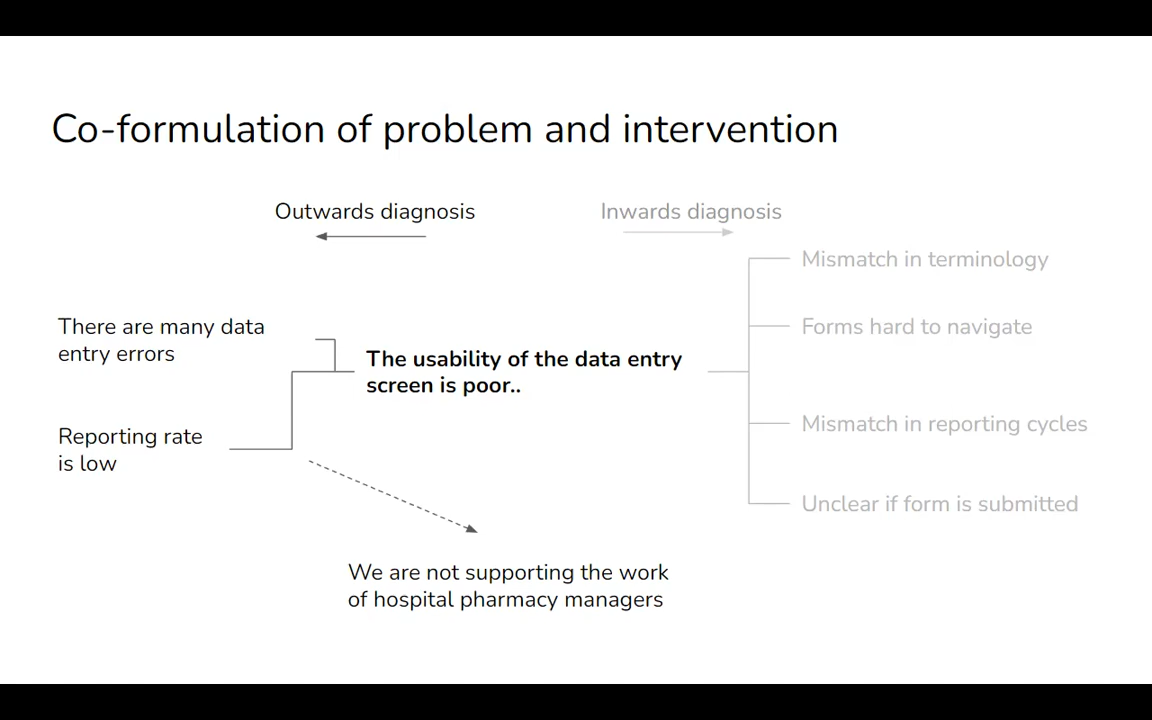 Co-formulation of problem and intervention
Outwards diagnosis
Inwards diagnosis
There are many data
entry errors
Reporting rate
is low
The usability of the data entry
screen is poor..
We are not supporting the work
of hospital pharmacy managers
Mismatch in terminology
Forms hard to navigate
Mismatch in reporting cycles
Unclear if form is submitted